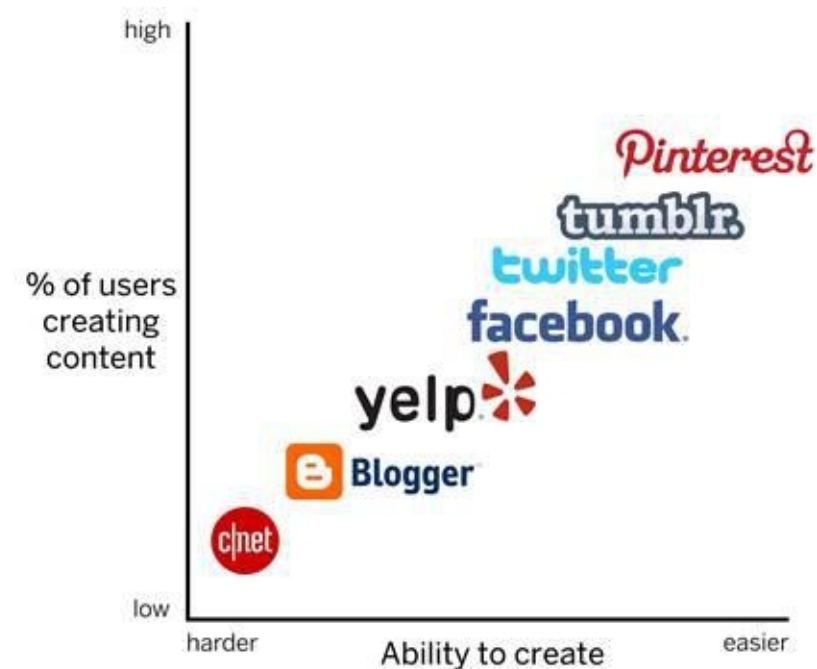 high
Pinterest
tumblr.
twitter
% of users
creating
content
facebook.
yelp
Blogger
c|net
low
harder
Ability to create
easier